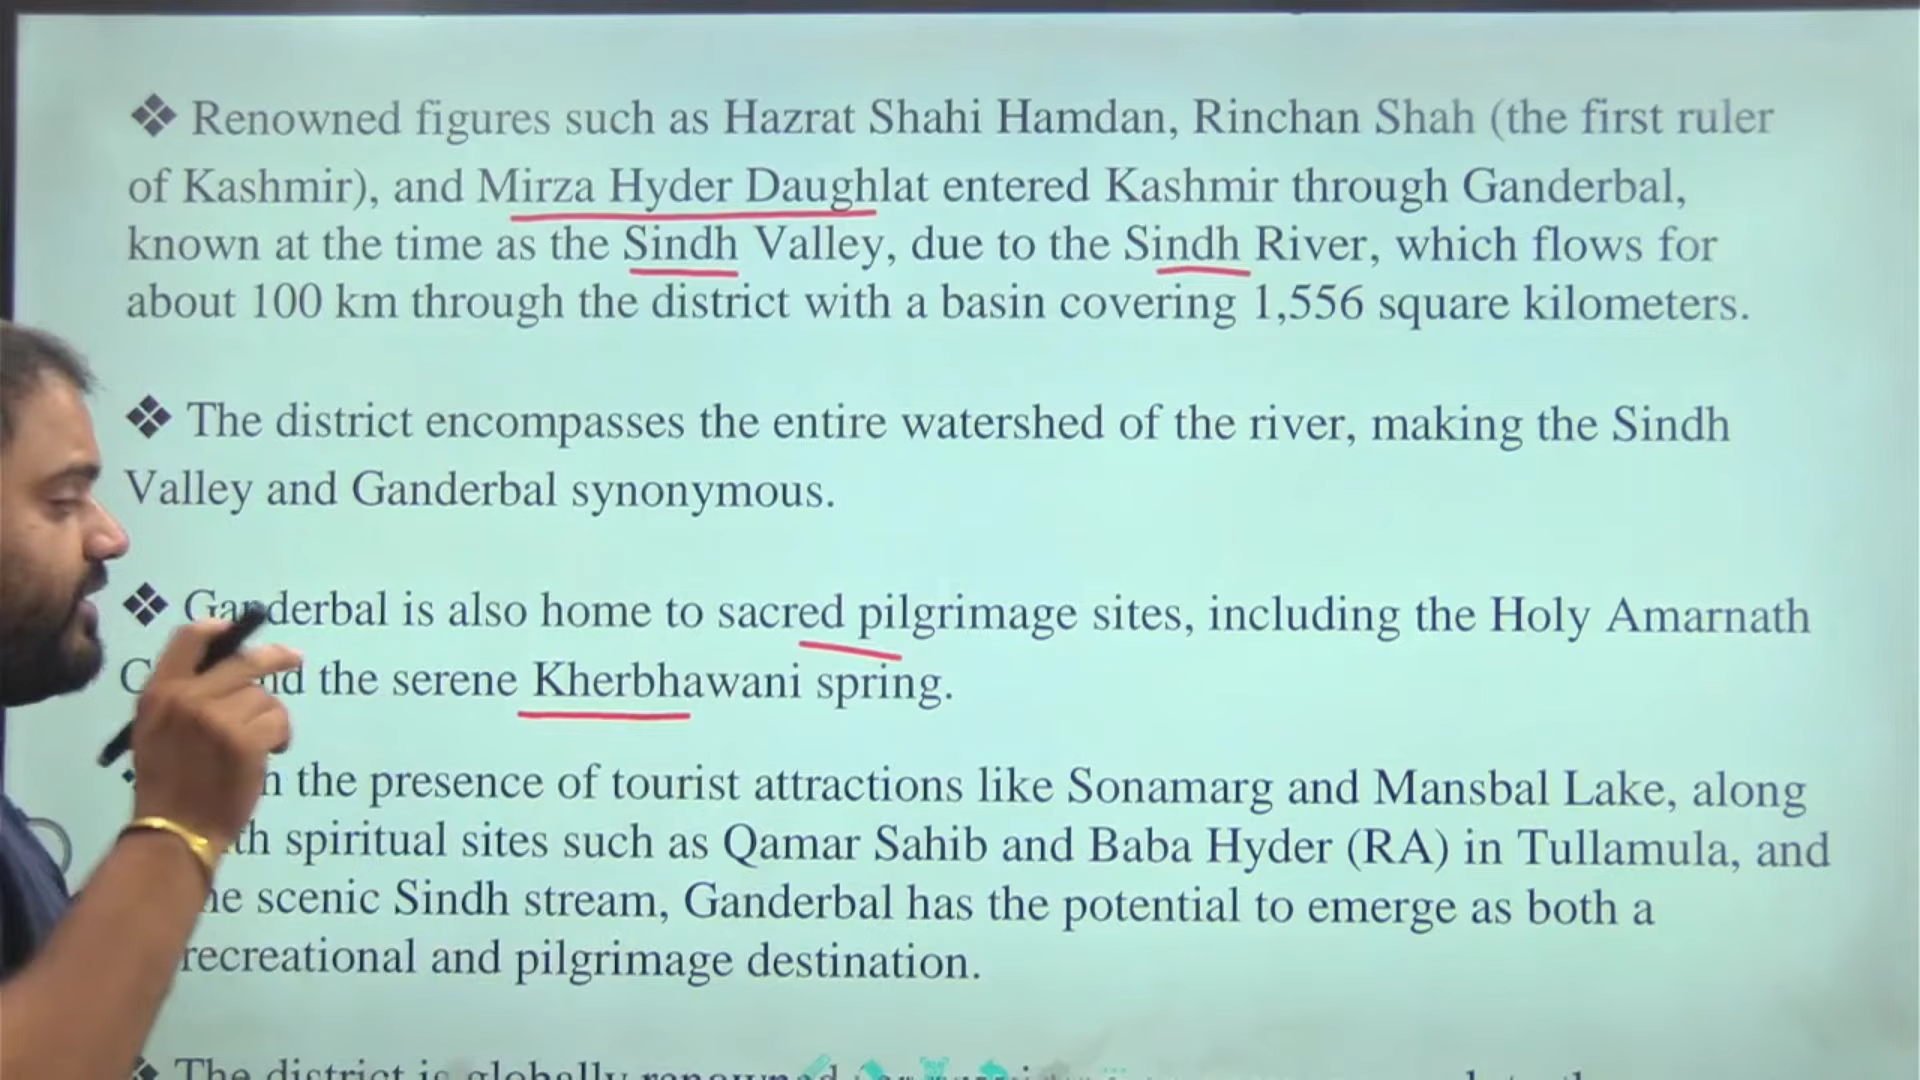 ❖ Renowned figures such as Hazrat Shahi Hamdan, Rinchan Shah (the first ruler
of Kashmir), and Mirza Hyder Daughlat entered Kashmir through Ganderbal,
known at the time as the Sindh Valley, due to the Sindh River, which flows for
about 100 km through the district with a basin covering 1,556 square kilometers.
❖ The district encompasses the entire watershed of the river, making the Sindh
Valley and Ganderbal synonymous.
❖ Ganderbal is also home to sacred pilgrimage sites, including the Holy Amarnath
the serene Kherbhawani spring.
the presence of tourist attractions like Sonamarg and Mansbal Lake, along
spiritual sites such as Qamar Sahib and Baba Hyder (RA) in Tullamula, and
scenic Sindh stream, Ganderbal has the potential to emerge as both a
recreational and pilgrimage destination.
❖ The district is globally renowned